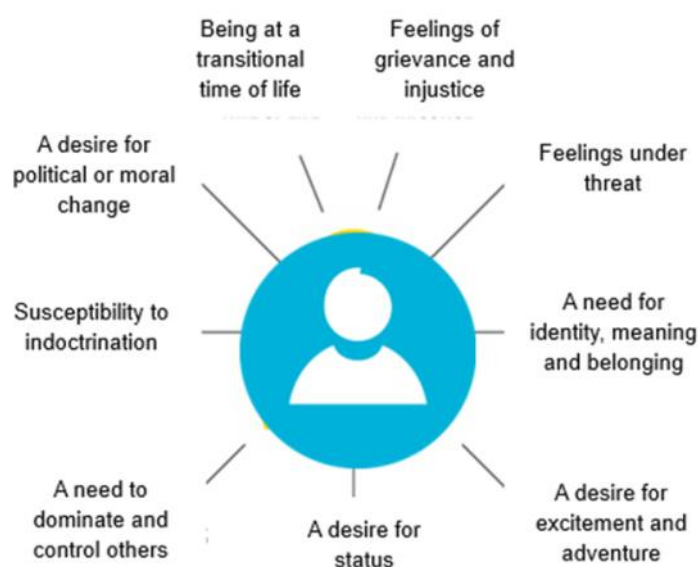 Being at a
transitional
time of life
Feelings of
grievance and
injustice
A desire for
political or moral
change
Feelings under
threat
Susceptibility to
indoctrination
A need for
identity, meaning
and belonging
A need to
dominate and
control others
A desire for
status
A desire for
excitement and
adventure